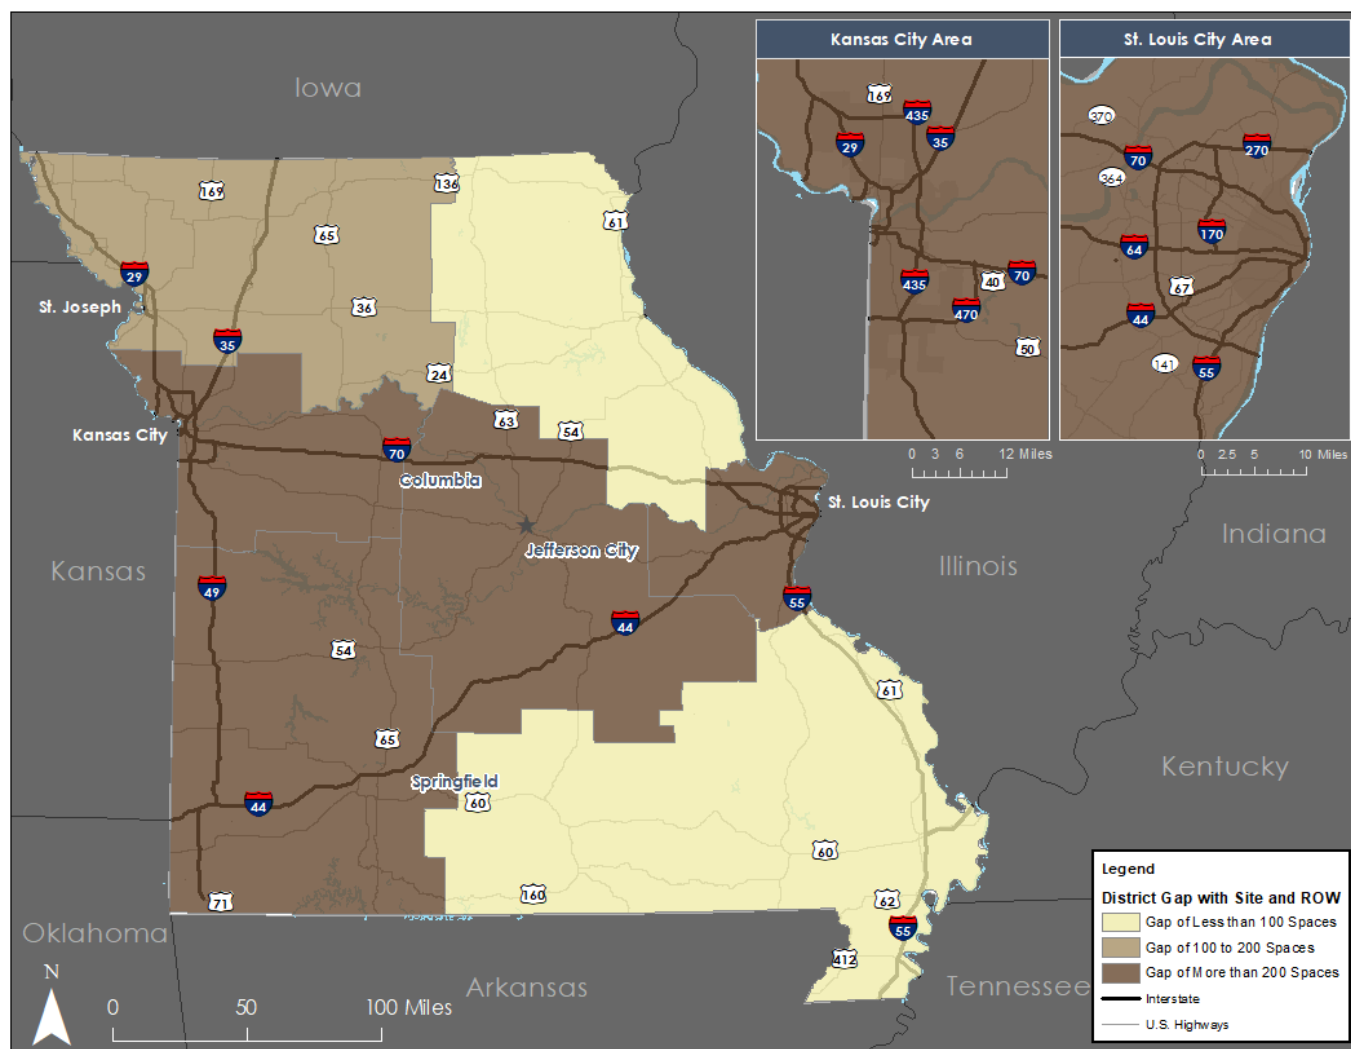 Kansas City Area
St. Louis City Area
Iowa
169
435
29
35
370
70
270
364
170
64
67
44
141
55
435
40
70
470
50
0 3 6 12 Miles
0 2.5 5 10 Miles
169
136
65
61
29
St. Joseph
36
35
24
63
54
Kansas City
70
Columbia
St. Louis City
Jefferson City
Indiana
Illinois
Kansas
49
55
44
54
61
65
Kentucky
Springfield
60
44
60
160
71
62
55
412
Oklahoma
Arkansas
Tennessee
N
0 50 100 Miles
Legend
District Gap with Site and ROW
Gap of Less than 100 Spaces
Gap of 100 to 200 Spaces
Gap of More than 200 Spaces
Interstate
U.S. Highways